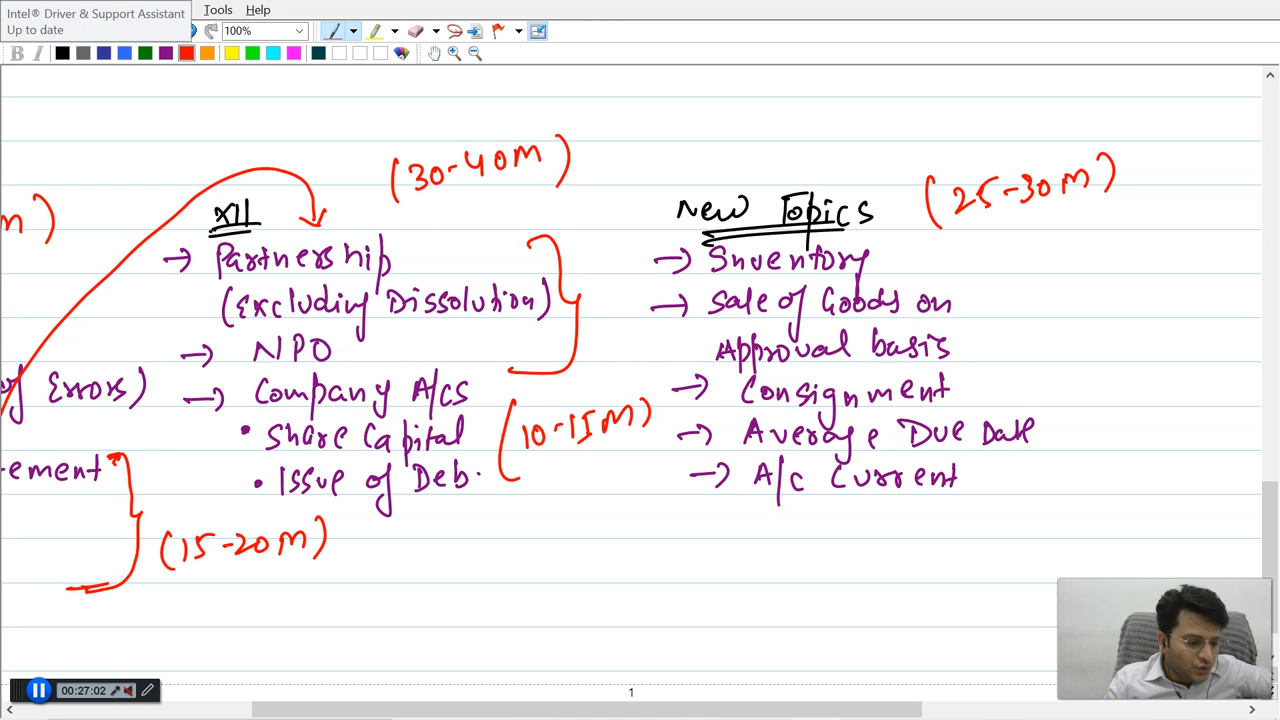 Intel® Driver & Support Assistant
Up to date
Tools Help
100%
B I
(30-40M)
(25-30M)
m)
XII
New Topics
→ Partnership
(Excluding Dissolution)
→ NPO
→ Company A/cs
• Share Capital
• Issue of Deb.
(10-15M)
of Errors)
ement
(15-20M)
→ Inventory
→ Sale of Goods on
Approval basis
→ Consignment
→ Average Due Date
→ A/c Current
00:27:02
1